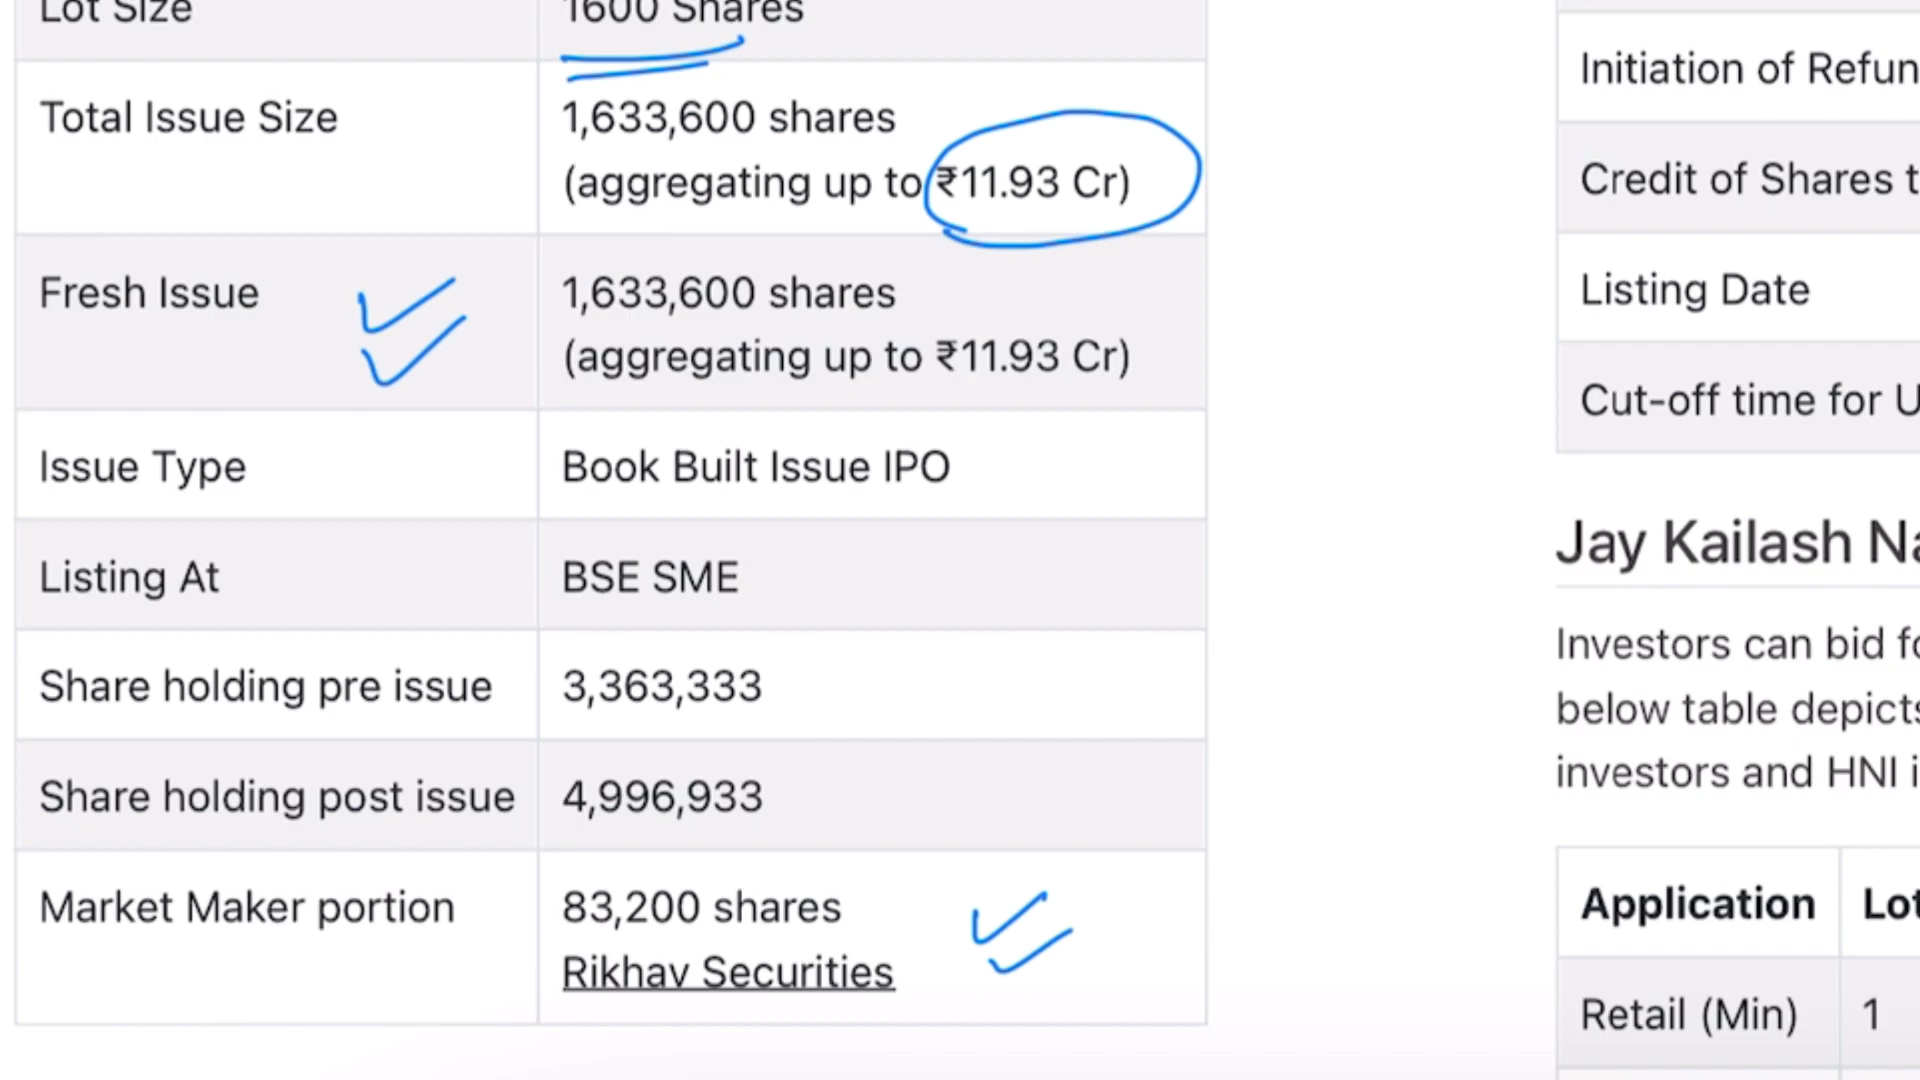 Lot Size
1600 Shares
Total Issue Size
1,633,600 shares
(aggregating up to ₹11.93 Cr)
Fresh Issue
1,633,600 shares
(aggregating up to ₹11.93 Cr)
Issue Type
Book Built Issue IPO
Listing At
BSE SME
Share holding pre issue
3,363,333
Share holding post issue
4,996,933
Market Maker portion
83,200 shares
Rikhav Securities
Initiation of
Credit of Shares
Listing Date
Cut-off time for
Jay Kailash
Investors can bid
below table depicts
investors and HNI
Application
Retail (Min)
1